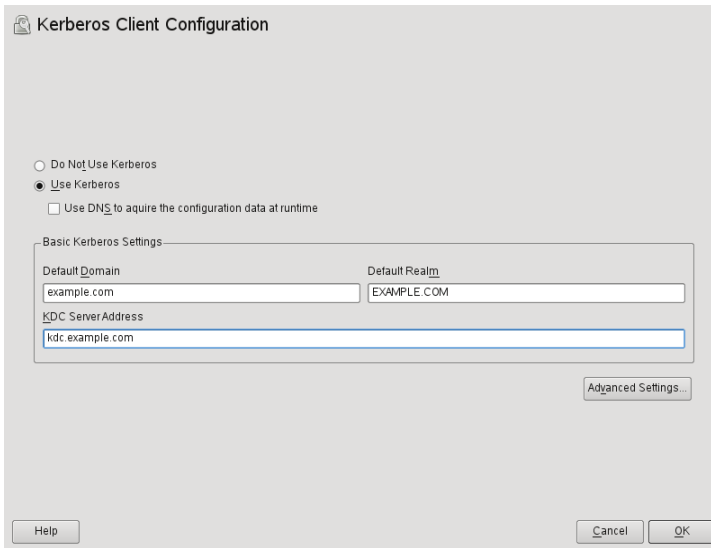 Kerberos Client Configuration
Do Not Use Kerberos
Use Kerberos
Use DNS to aquire the configuration data at runtime
Basic Kerberos Settings
Default Domain
Default Realm
example.com
EXAMPLE.COM
KDC Server Address
kdc.example.com
Advanced Settings...
Help
Cancel
OK